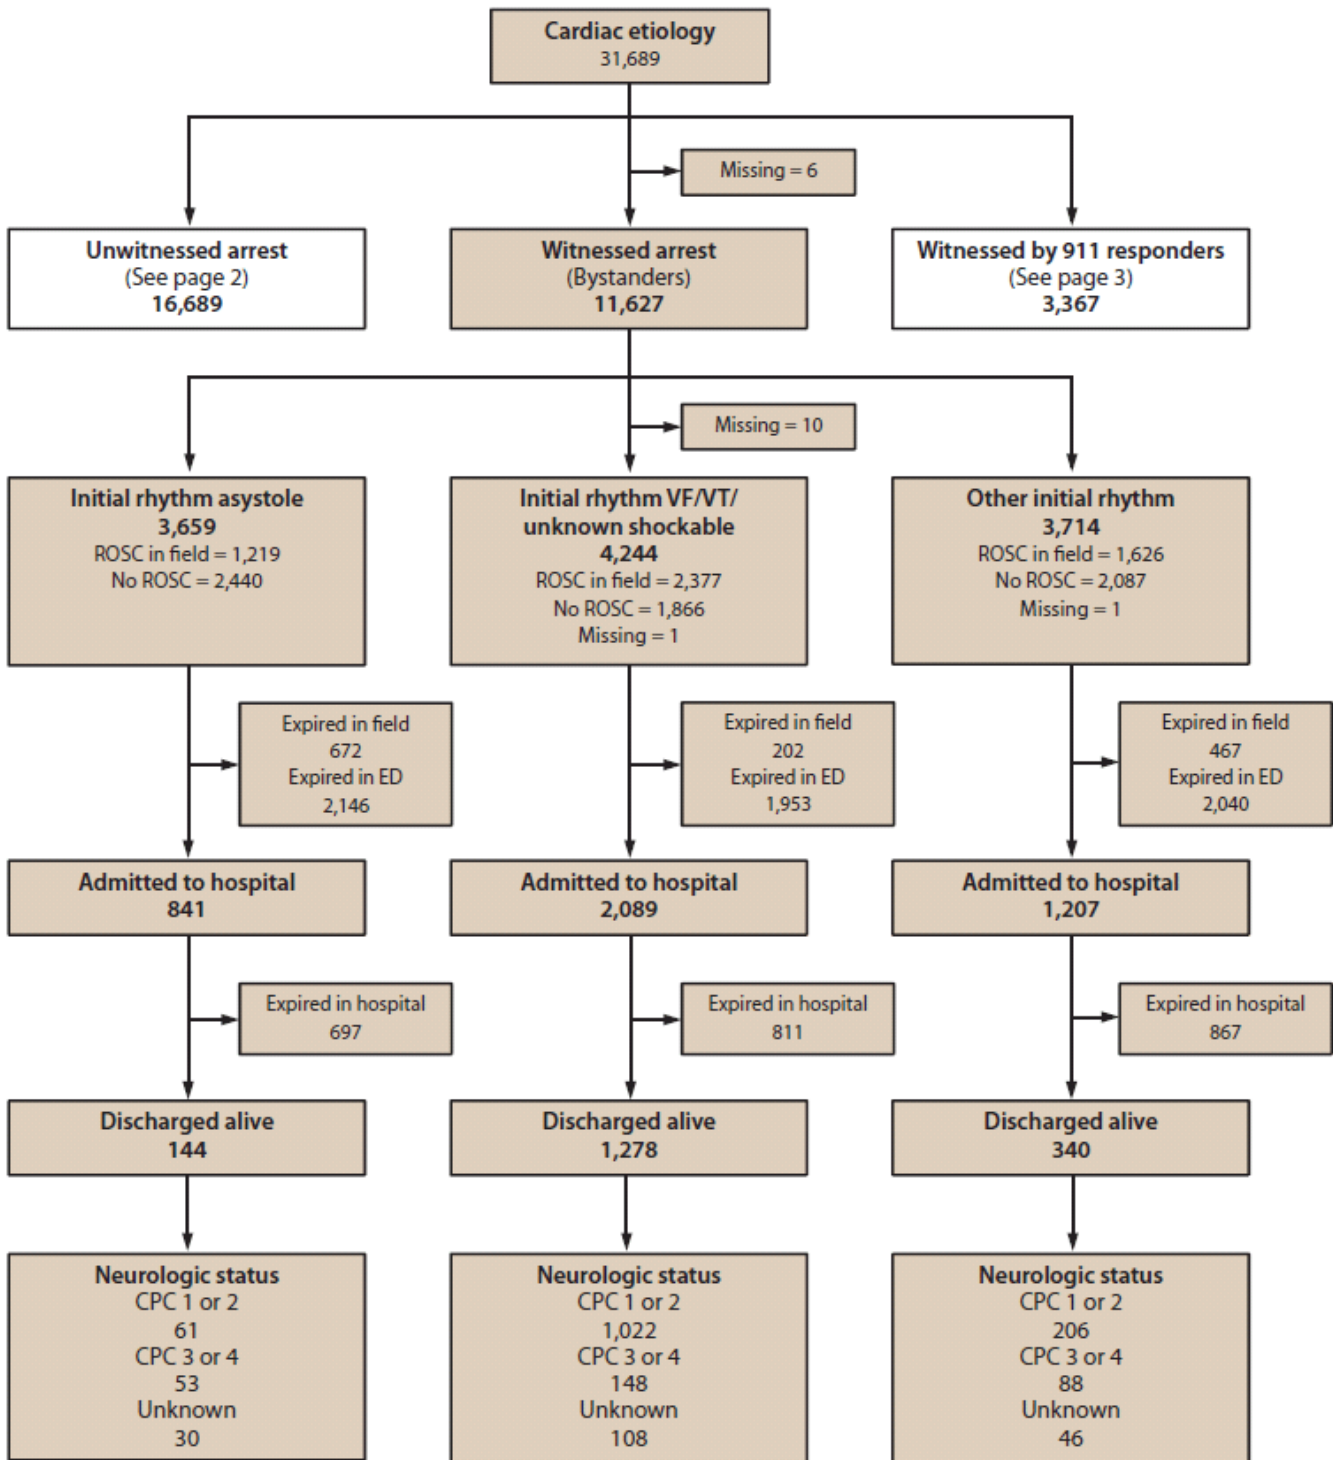 Cardiac etiology
31,689
Missing = 6
Unwitnessed arrest
(See page 2)
16,689
Witnessed arrest
(Bystanders)
11,627
Witnessed by 911 responders
(See page 3)
3,367
Missing = 10
Initial rhythm asystole
3,659
ROSC in field = 1,219
No ROSC = 2,440
Initial rhythm VF/VT/
unknown shockable
4,244
ROSC in field = 2,377
No ROSC = 1,866
Missing = 1
Other initial rhythm
3,714
ROSC in field = 1,626
No ROSC = 2,087
Missing = 1
Expired in field
672
Expired in ED
2,146
Expired in field
202
Expired in ED
1,953
Expired in field
467
Expired in ED
2,040
Admitted to hospital
841
Admitted to hospital
2,089
Admitted to hospital
1,207
Expired in hospital
697
Expired in hospital
811
Expired in hospital
867
Discharged alive
144
Discharged alive
1,278
Discharged alive
340
Neurologic status
CPC 1 or 2
61
CPC 3 or 4
53
Unknown
30
Neurologic status
CPC 1 or 2
1,022
CPC 3 or 4
148
Unknown
108
Neurologic status
CPC 1 or 2
206
CPC 3 or 4
88
Unknown
46